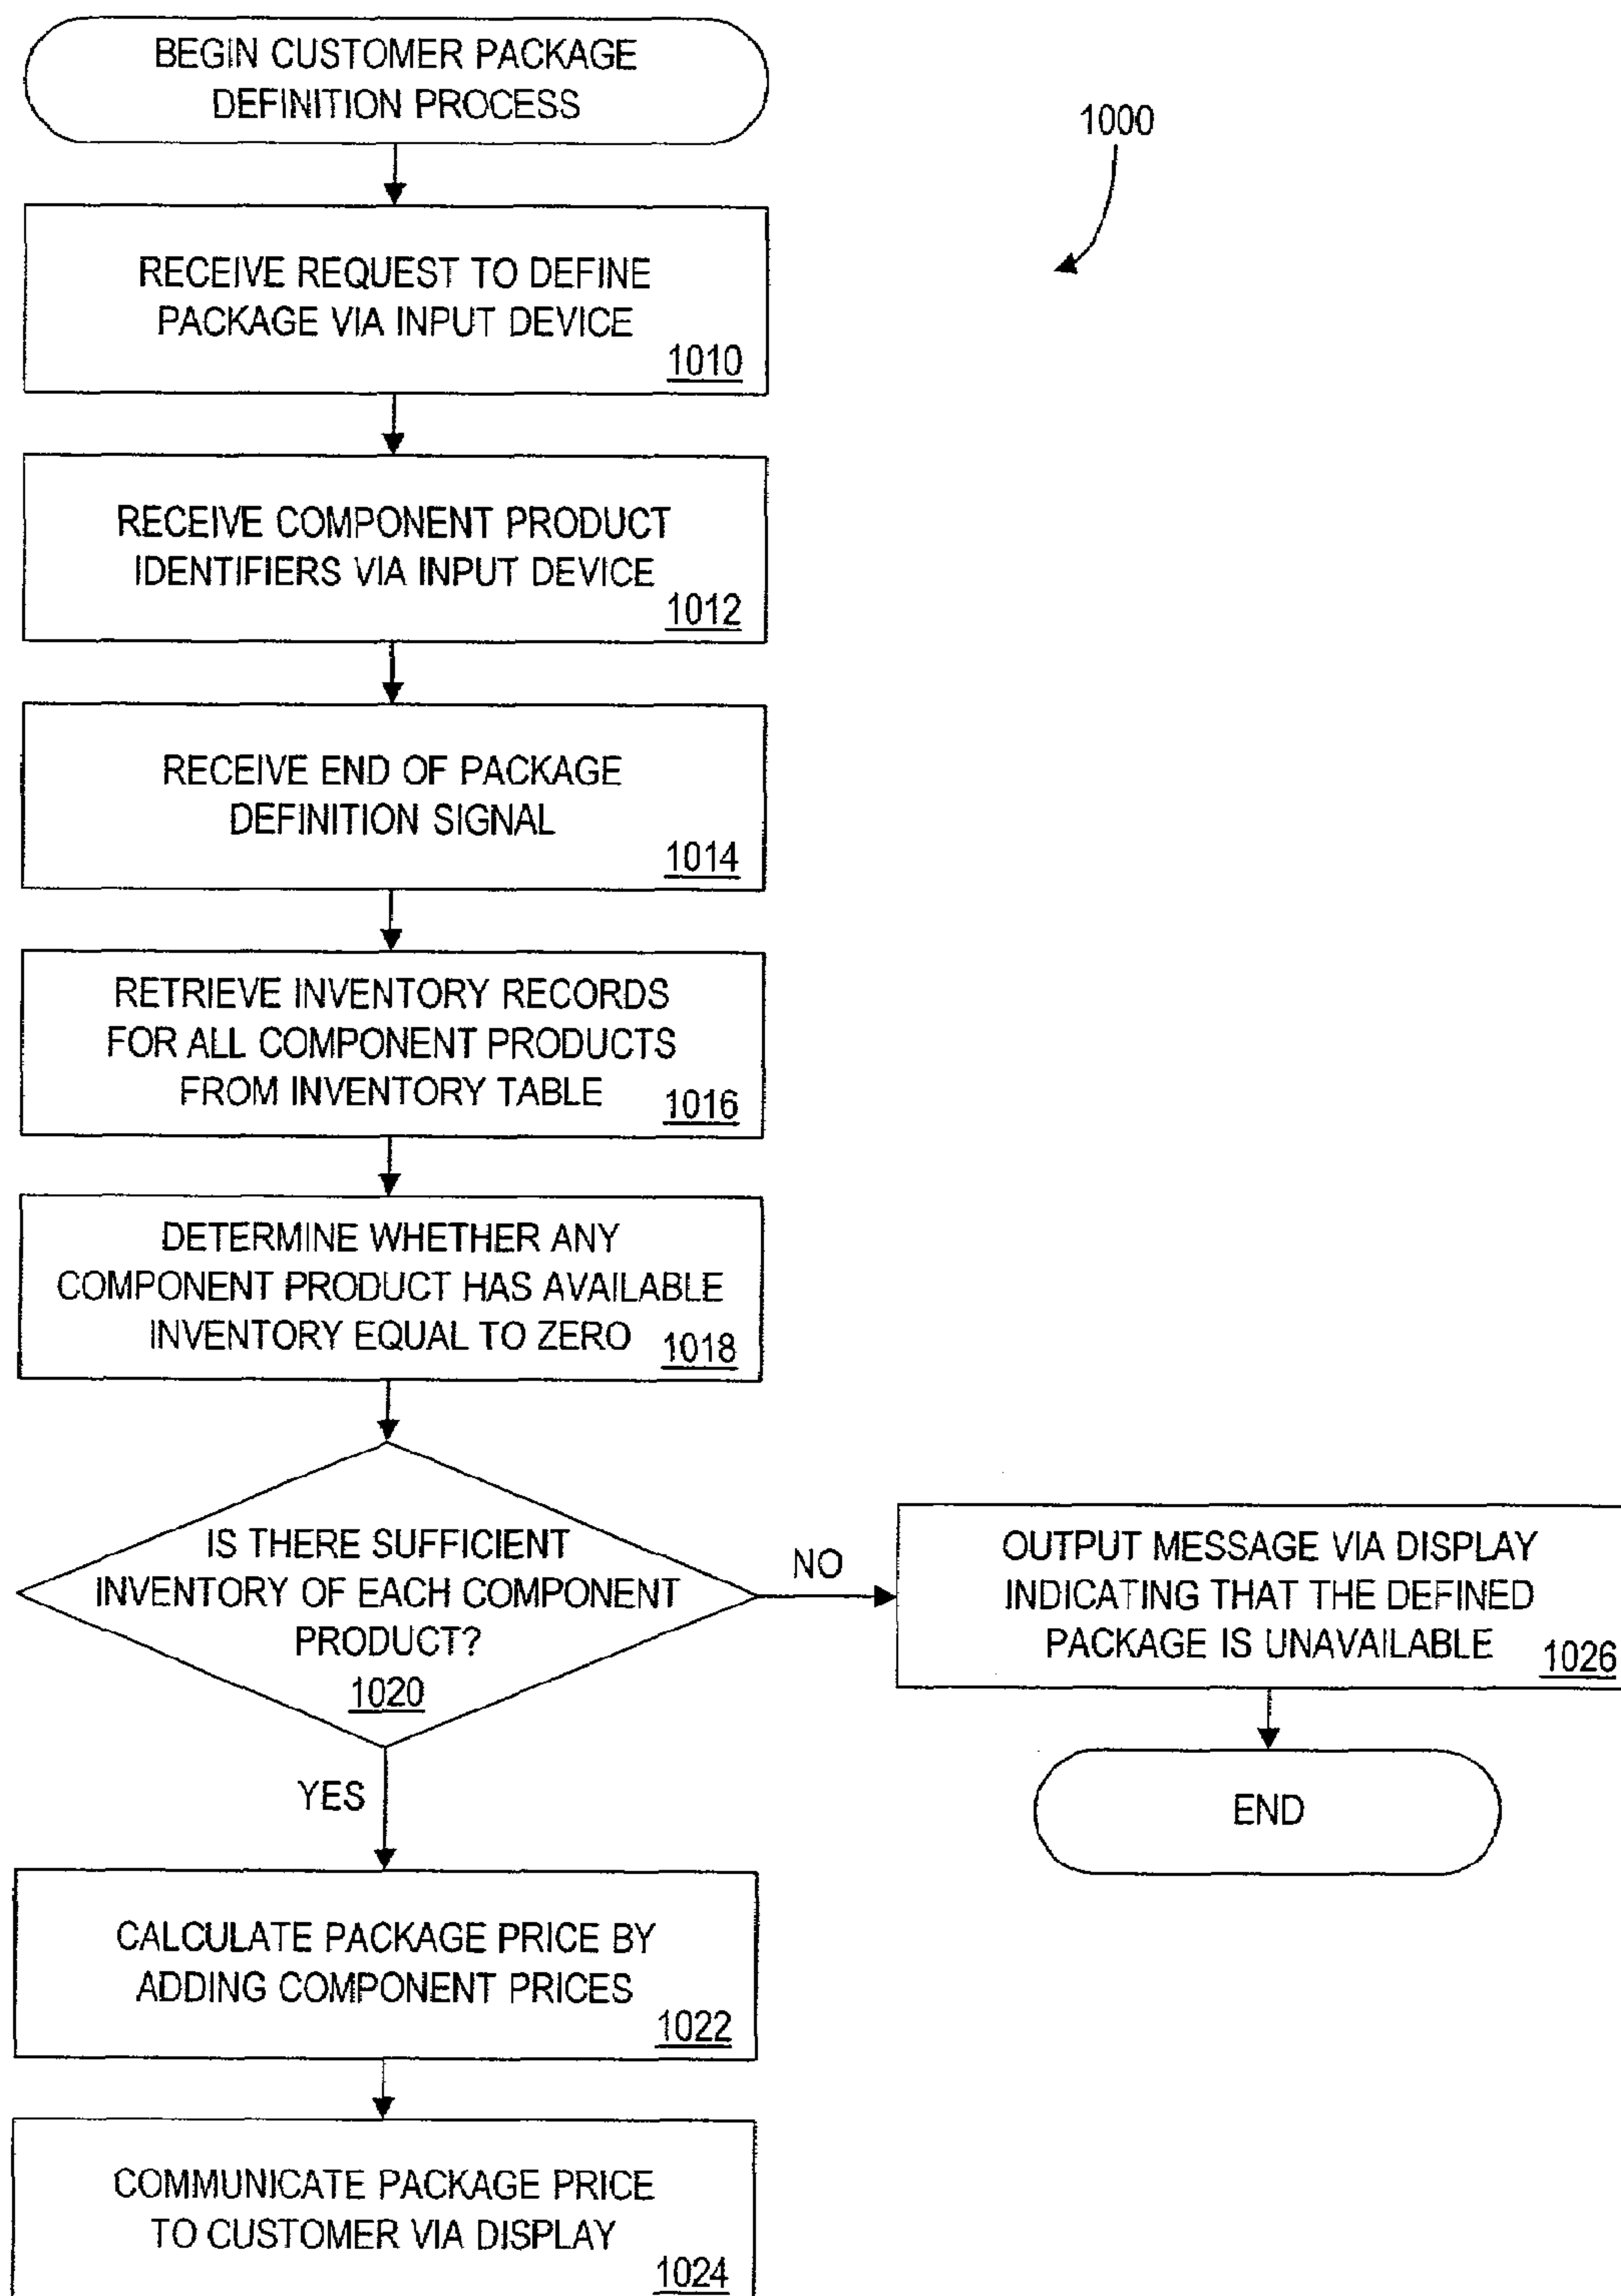 BEGIN CUSTOMER PACKAGE
DEFINITION PROCESS
1000
RECEIVE REQUEST TO DEFINE
PACKAGE VIA INPUT DEVICE
1010
RECEIVE COMPONENT PRODUCT
IDENTIFIERS VIA INPUT DEVICE
1012
RECEIVE END OF PACKAGE
DEFINITION SIGNAL
1014
RETRIEVE INVENTORY RECORDS
FOR ALL COMPONENT PRODUCTS
FROM INVENTORY TABLE
1016
DETERMINE WHETHER ANY
COMPONENT PRODUCT HAS AVAILABLE
INVENTORY EQUAL TO ZERO
1018
IS THERE SUFFICIENT
INVENTORY OF EACH COMPONENT
PRODUCT?
1020
NO
OUTPUT MESSAGE VIA DISPLAY
INDICATING THAT THE DEFINED
PACKAGE IS UNAVAILABLE
1026
END
YES
CALCULATE PACKAGE PRICE BY
ADDING COMPONENT PRICES
1022
COMMUNICATE PACKAGE PRICE
TO CUSTOMER VIA DISPLAY
1024